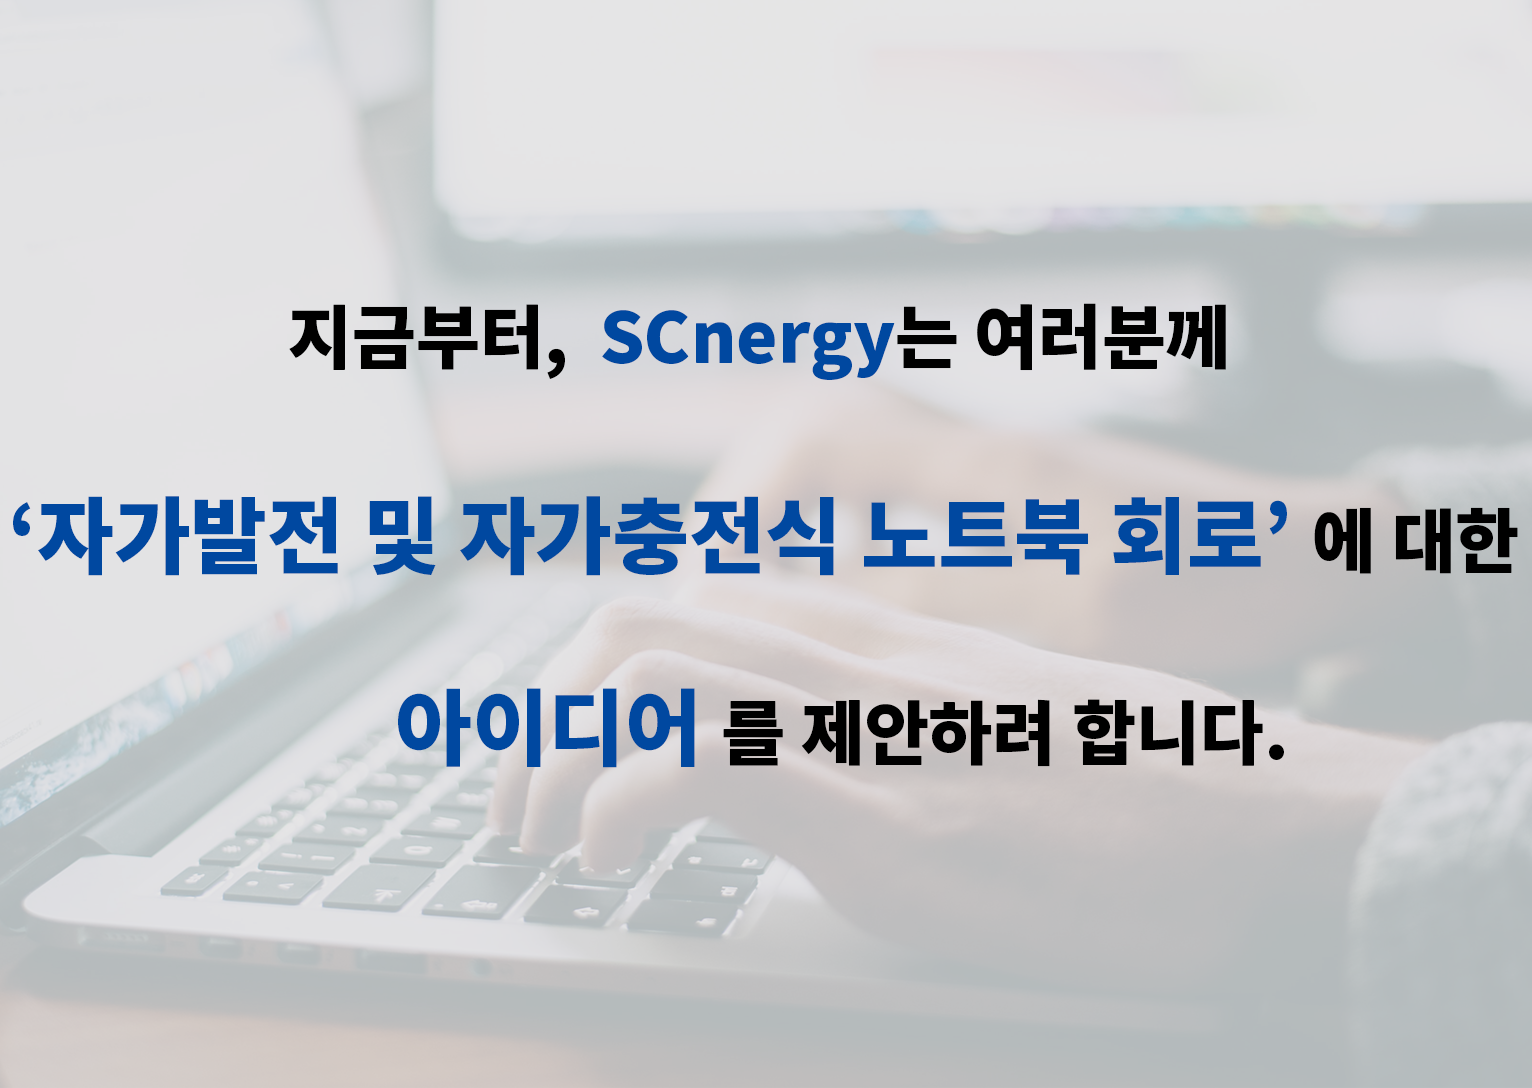 지금부터, SCnergy는 여러분께
‘자가발전 및 자가충전식 노트북 회로’ 에 대한
아이디어 를 제안하려 합니다.